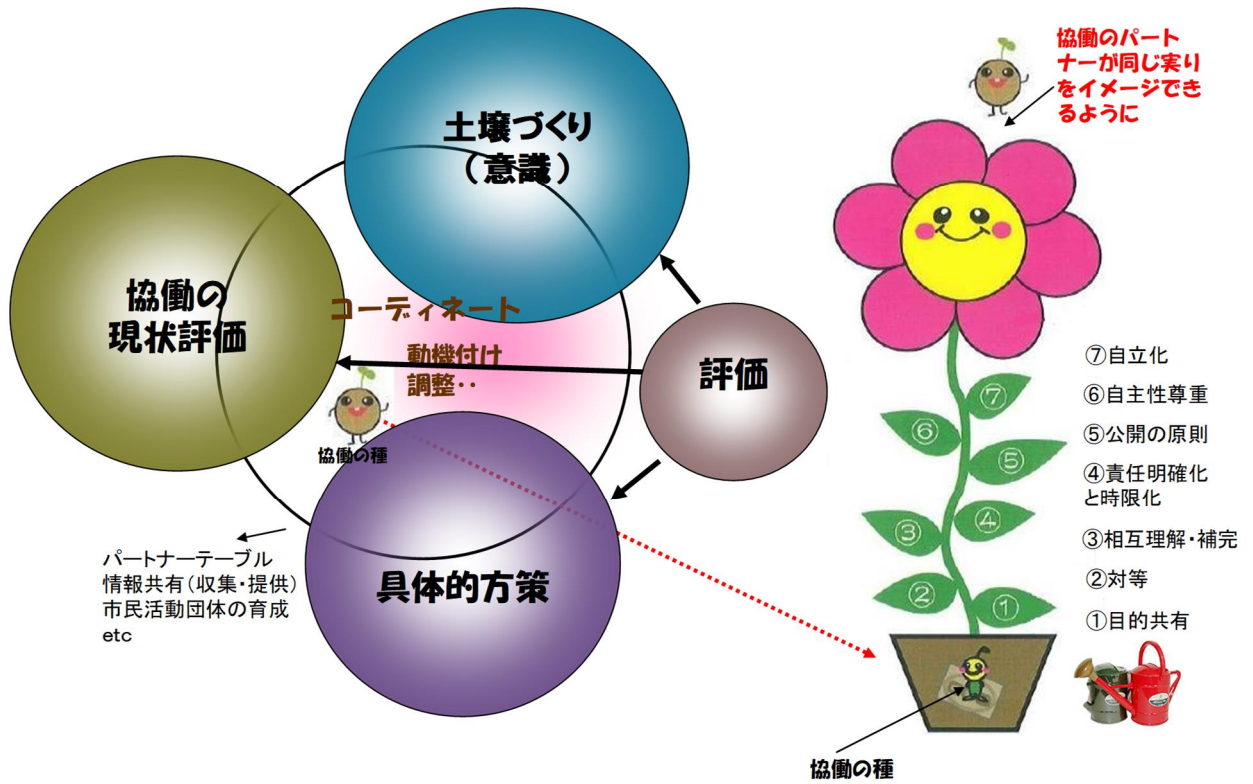 土壌づくり
（意識）
協働の
現状評価
コーディネート
動機付け
調整‥
評価
協働の種
具体的方策
パートナーテーブル
情報共有（収集・提供）
市民活動団体の育成
etc
協働のパート
ナーが同じ実り
をイメージでき
るように
⑦
⑥
⑤
④
③
②
①
⑦自立化
⑥自主性尊重
⑤公開の原則
④責任明確化
と時限化
③相互理解・補完
②対等
①目的共有
協働の種